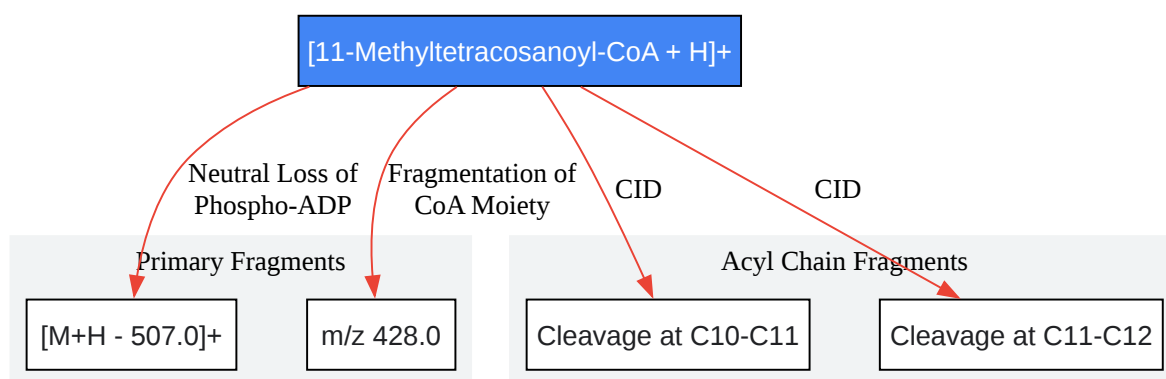 [11-Methyltetracosanoyl-CoA + H]+
Neutral Loss of
Phospho-ADP
Fragmentation of
CoA Moiety
CID
CID
Primary Fragments
Acyl Chain Fragments
[M+H - 507.0]+
m/z 428.0
Cleavage at C10-C11
Cleavage at C11-C12